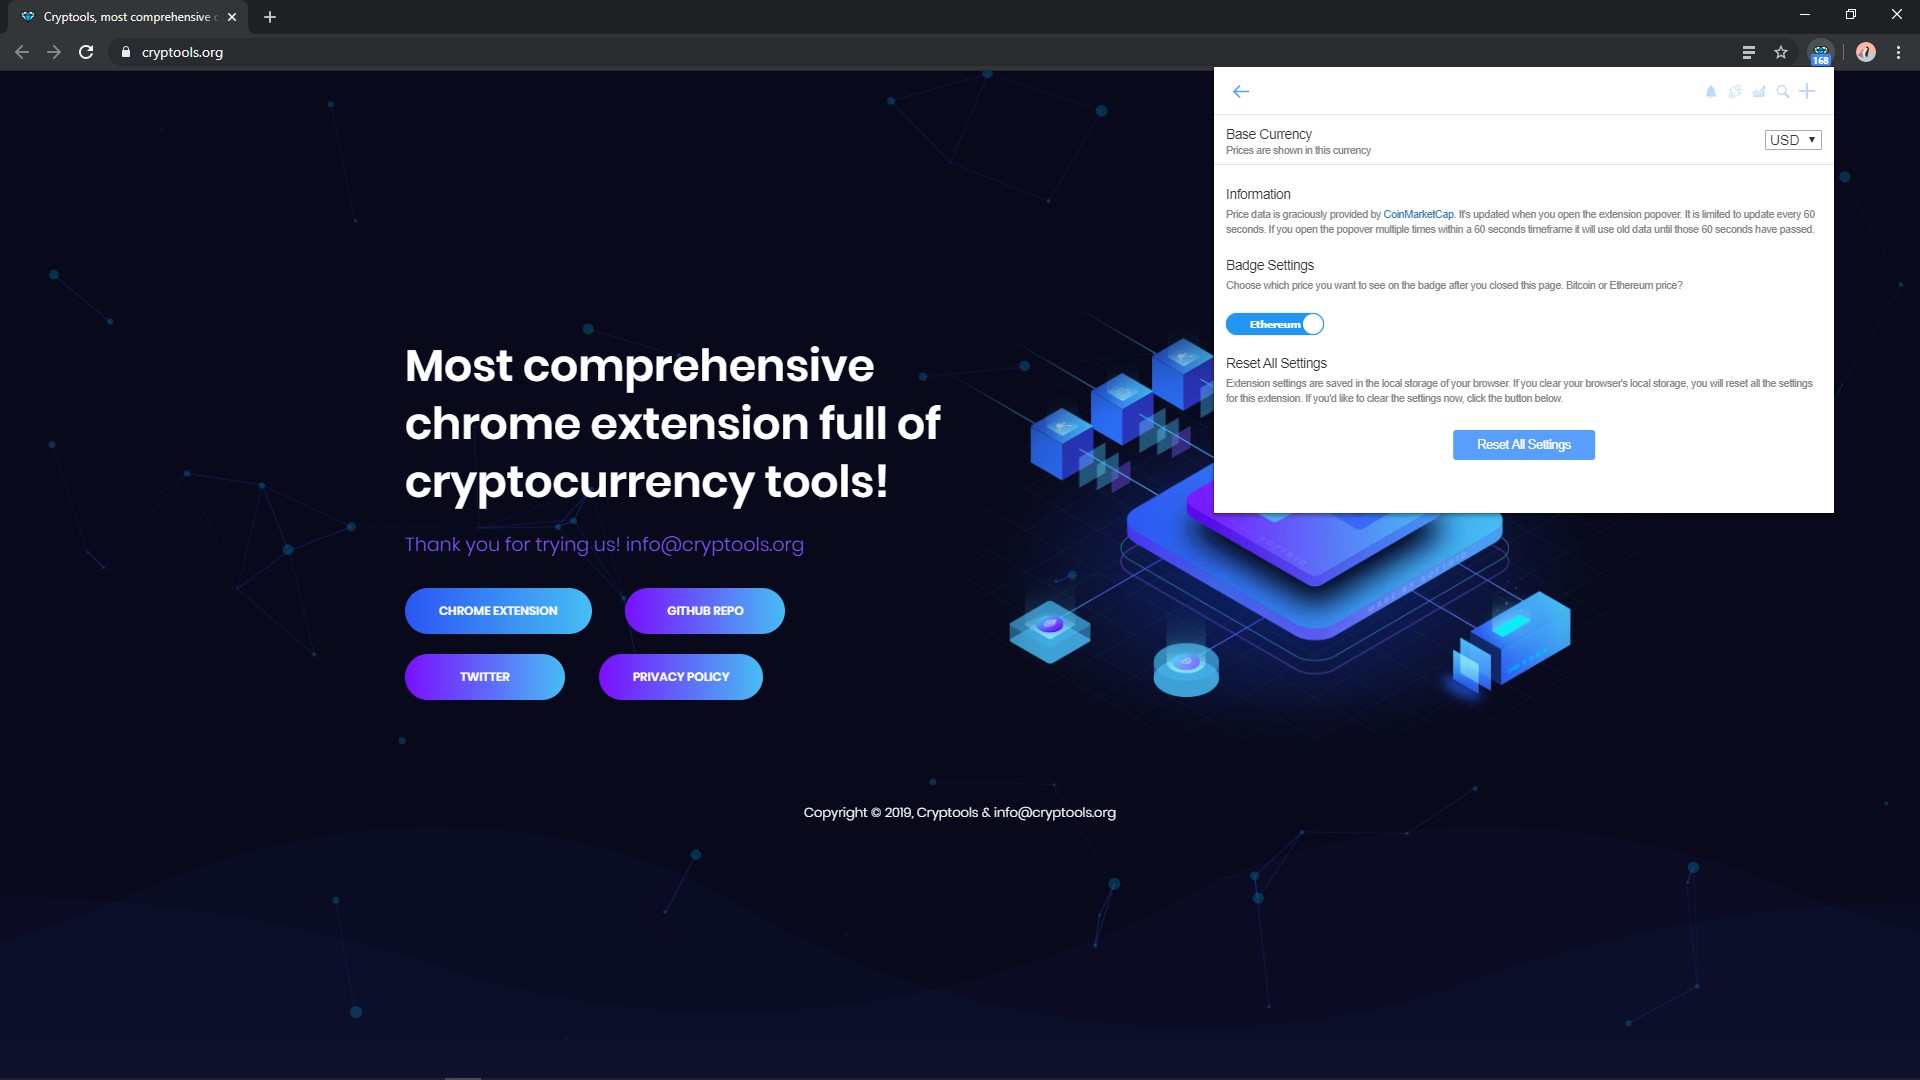 Cryptools, most comprehensive
cryptools.org
168
Base Currency
Prices are shown in this currency
USD
Information
Price data is graciously provided by CoinMarketCap. It's updated when you open the extension popover. It is limited to update every 60
seconds. If you open the popover multiple times within a 60 seconds timeframe it will use old data until those 60 seconds have passed.
Badge Settings
Choose which price you want to see on the badge after you closed this page. Bitcoin or Ethereum price?
Ethereum
Reset All Settings
Extension settings are saved in the local storage of your browser. If you clear your browser's local storage, you will reset all the settings
for this extension. If you'd like to clear the settings now, click the button below.
Reset All Settings
Most comprehensive
chrome extension full of
cryptocurrency tools!
Thank you for trying us! info@cryptools.org
CHROME EXTENSION
GITHUB REPO
TWITTER
PRIVACY POLICY
Copyright © 2019, Cryptools & info@cryptools.org